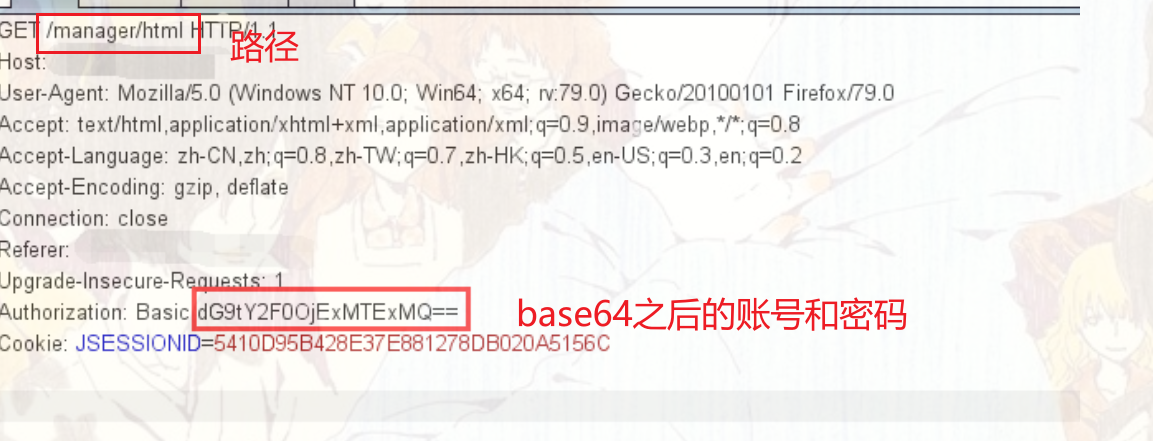 GET /manager/html HTTP/1.1
路径
Host:
User-Agent: Mozilla/5.0 (Windows NT 10.0; Win64; x64; rv:79.0) Gecko/20100101 Firefox/79.0
Accept: text/html,application/xhtml+xml,application/xml;q=0.9,image/webp,*/*;q=0.8
Accept-Language: zh-CN,zh;q=0.8,zh-TW;q=0.7,zh-HK;q=0.5,en-US;q=0.3,en;q=0.2
Accept-Encoding: gzip, deflate
Connection: close
Referer:
Upgrade-Insecure-Requests: 1
Authorization: Basic dG9tY2F0OjExMTExMQ==
base64之后的账号和密码
Cookie: JSESSIONID=5410D95B428E37E881278DB020A5156C